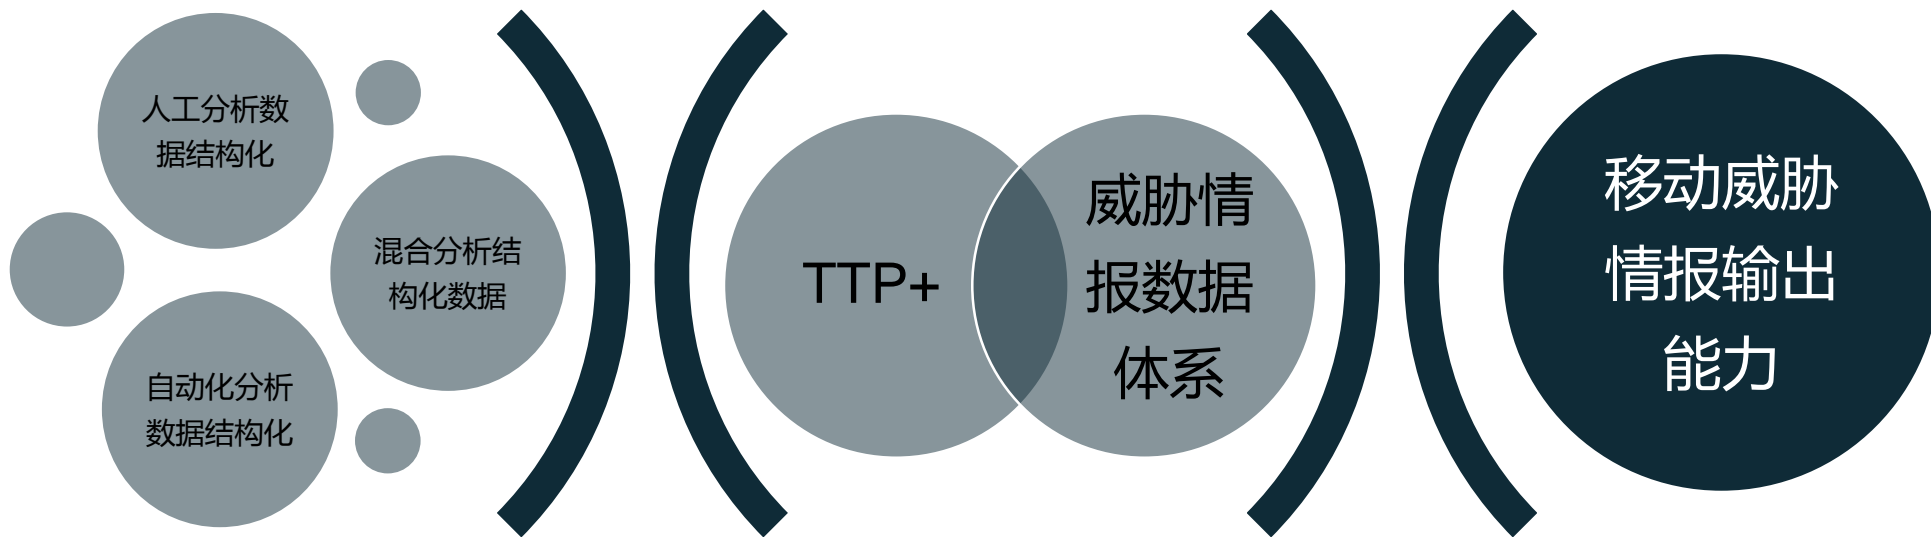 人工分析数
据结构化
混合分析结
构化数据
自动化分析
数据结构化
TTP+
威胁情
报数据
体系
移动威胁
情报输出
能力